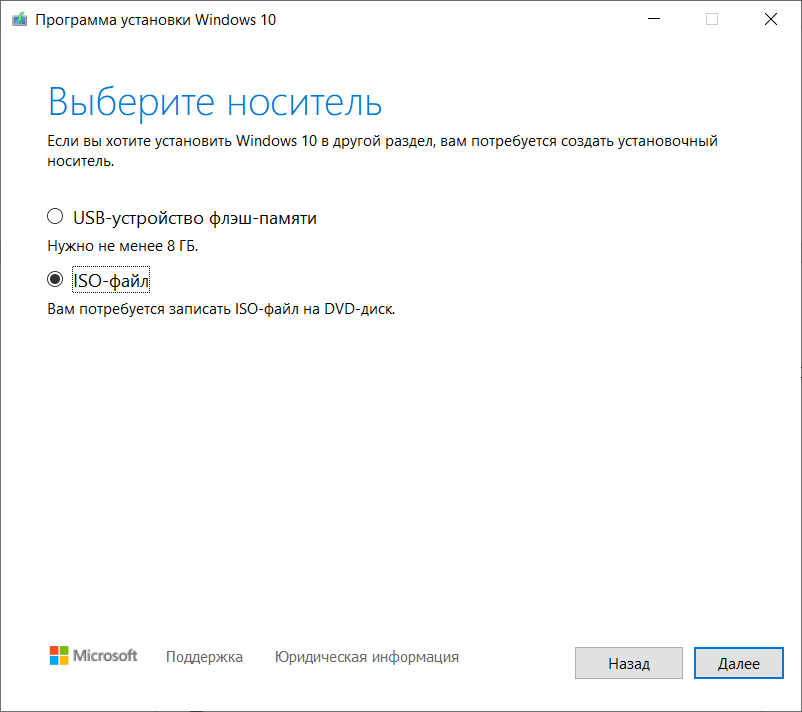 Программа установки Windows 10
Выберите носитель
Если вы хотите установить Windows 10 в другой раздел, вам потребуется создать установочный
носитель.
USB-устройство флэш-памяти
Нужно не менее 8 ГБ.
ISO-файл
Вам потребуется записать ISO-файл на DVD-диск.
Microsoft Поддержка Юридическая информация Назад Далее